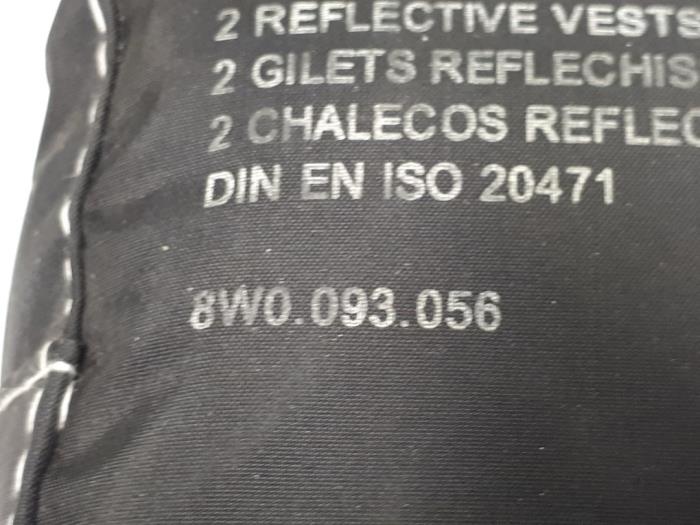 2 REFLECTIVE VESTS
2 GILETS REFLECHIS
2 CHALECOS REFLEC
DIN EN ISO 20471
8W0.093.056